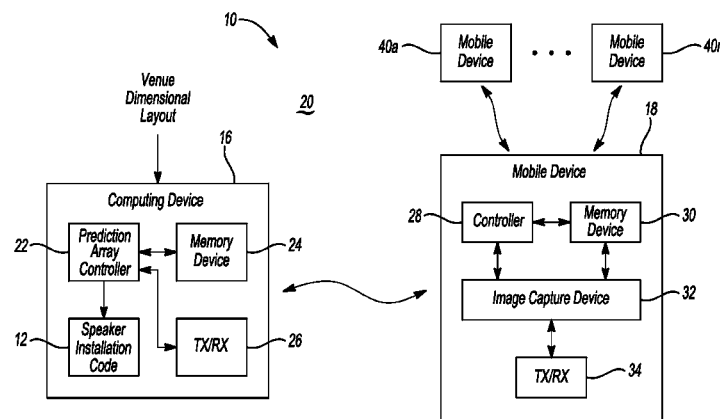 10
40a
Mobile
Device
• • •
Mobile
Device
40n
Venue
Dimensional
Layout
20
16
18
Computing Device
Mobile Device
22
Prediction
Array
Controller
Memory
Device
24
28
Controller
Memory
Device
30
Image Capture Device
32
12
Speaker
Installation
Code
TX/RX
26
TX/RX
34